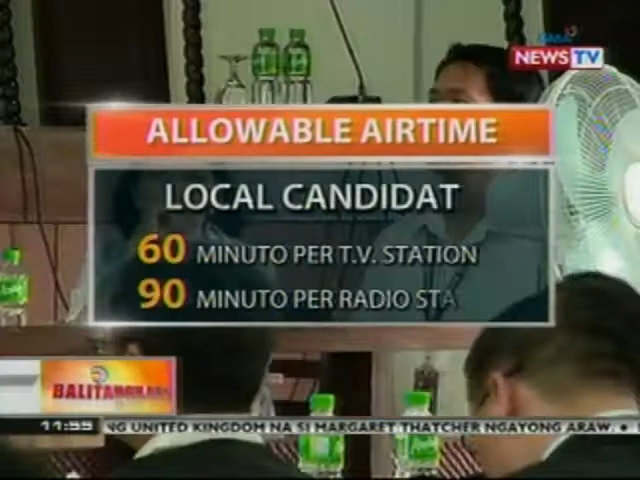 GMA
NEWS TV
ALLOWABLE AIRTIME
LOCAL CANDIDAT
60 MINUTO PER T.V. STATION
90 MINUTO PER RADIO STA
11:55
NG UNITED KINGDOM NA SI MARGARET THATCHER NGAYONG ARAW.